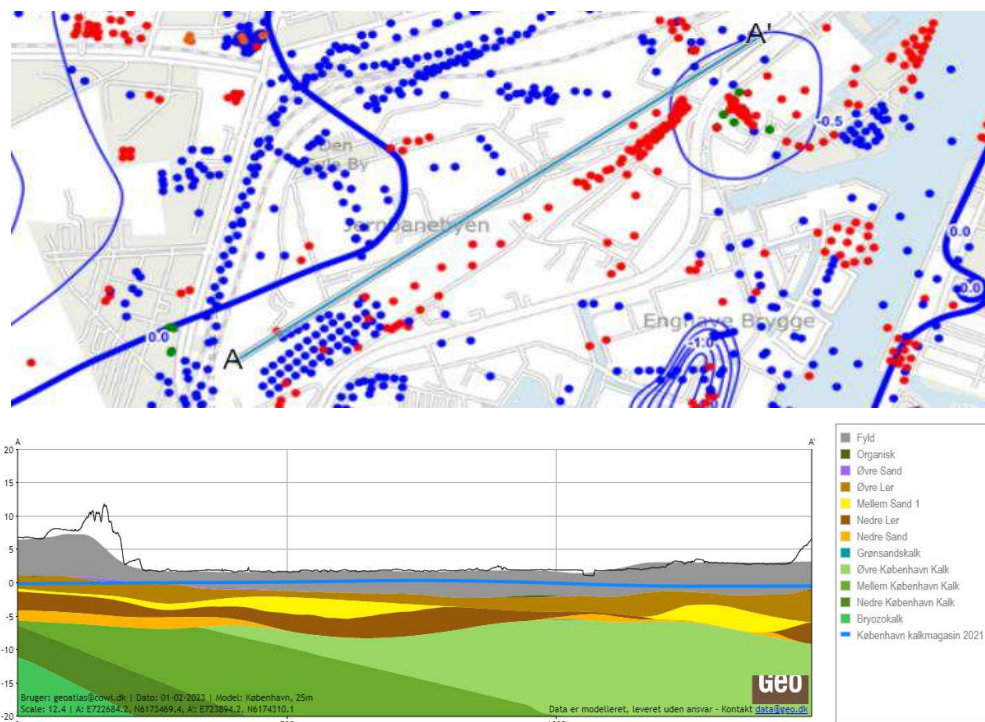 A'
-0.5
Den
Gule By
Jernbanebyen
0.0
0.0
A
0.0
Enghave Brygge
-1.0
A
A'
20
15
10
5
0
-5
-10
-15
-20
Bruger: geoatlas@cowi.dk | Dato: 01-02-2023 | Model: København, 25m
Scale: 12.4 | A: E722684.2, N6173469.4, A': E723894.2, N6174310.1
Geo
Data er modelleret, leveret uden ansvar - Kontakt data@geo.dk
Fyld
Organisk
Øvre Sand
Øvre Ler
Mellem Sand 1
Nedre Ler
Nedre Sand
Grønsandskalk
Øvre København Kalk
Mellem København Kalk
Nedre København Kalk
Bryozokalk
København kalkmagasin 2021